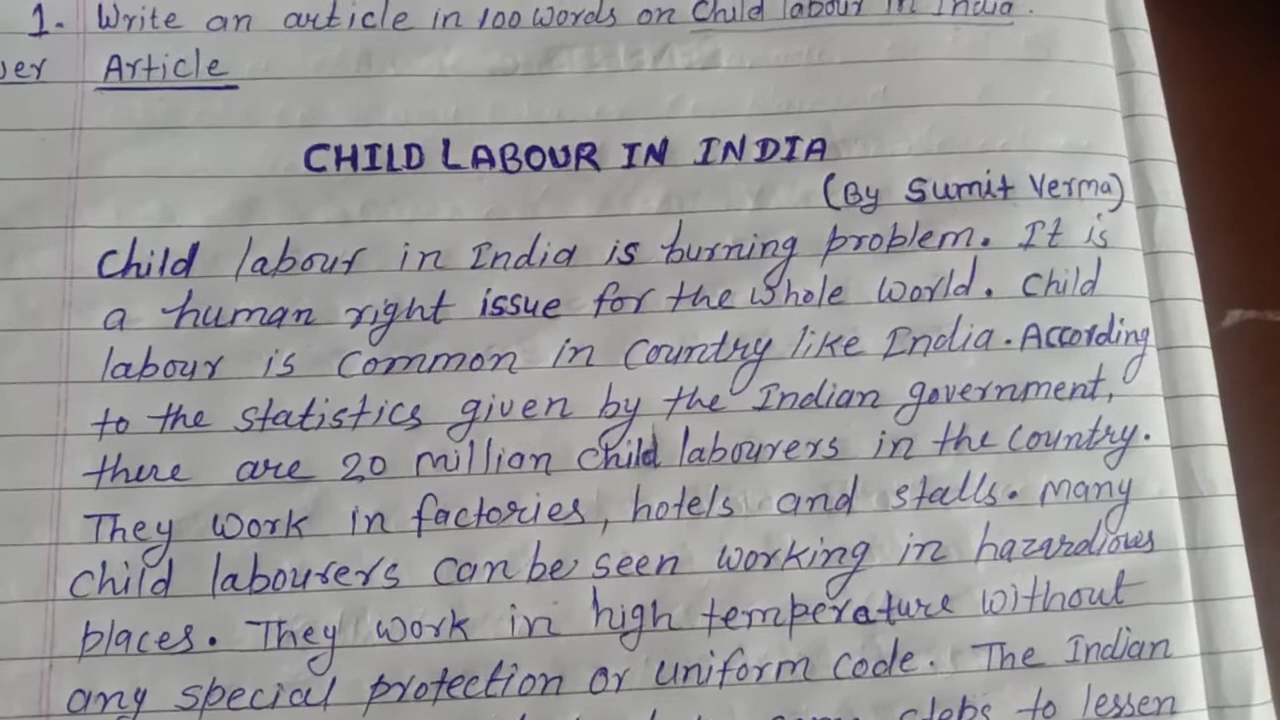 1. Write an article in 100 words on Child labour in India.
Article
CHILD LABOUR IN INDIA
(By Sumit Verma)
Child labour in India is burning problem. It is
a human right issue for the whole world. Child
labour is common in country like India. According
to the statistics given by the Indian government,
there are 20 million child labourers in the country.
They work in factories, hotels and stalls. Many
child labourers can be seen working in hazardious
places. They work in high temperature without
any special protection or uniform code. The Indian
steps to lessen